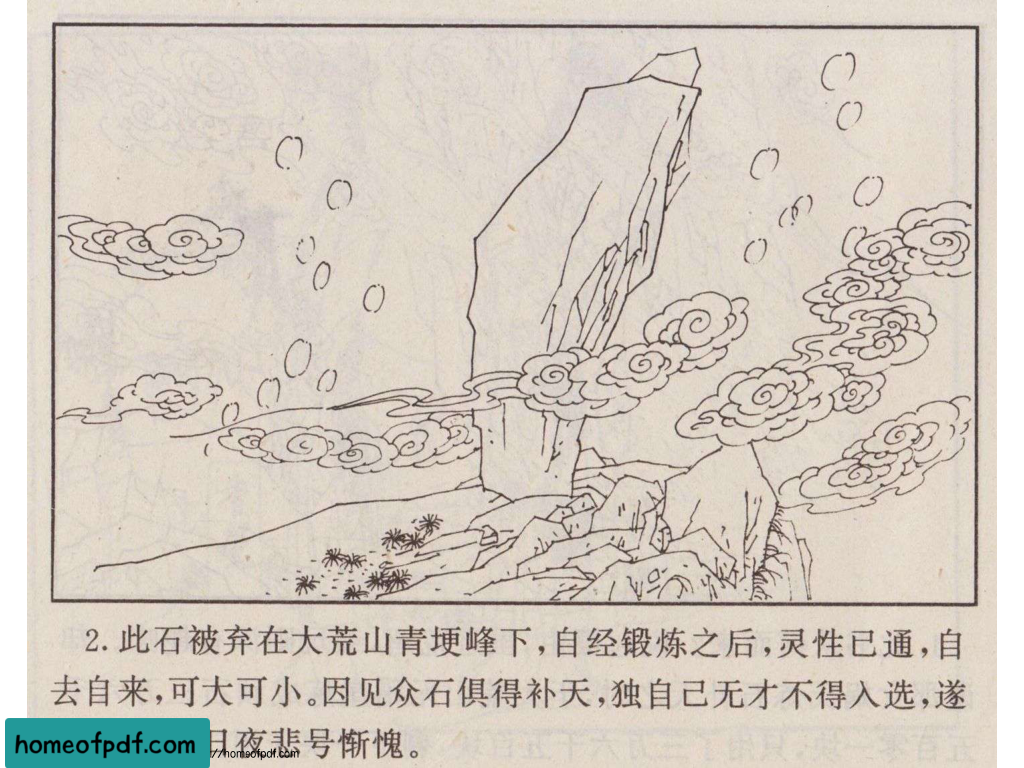 2. 此石被弃在大荒山青埂峰下，自经锻炼之后，灵性已通，自
去自来，可大可小。因见众石俱得补天，独自己无才不得入选，遂
日夜悲号惭愧。
homeofpdf.com
//homeofpdf.com